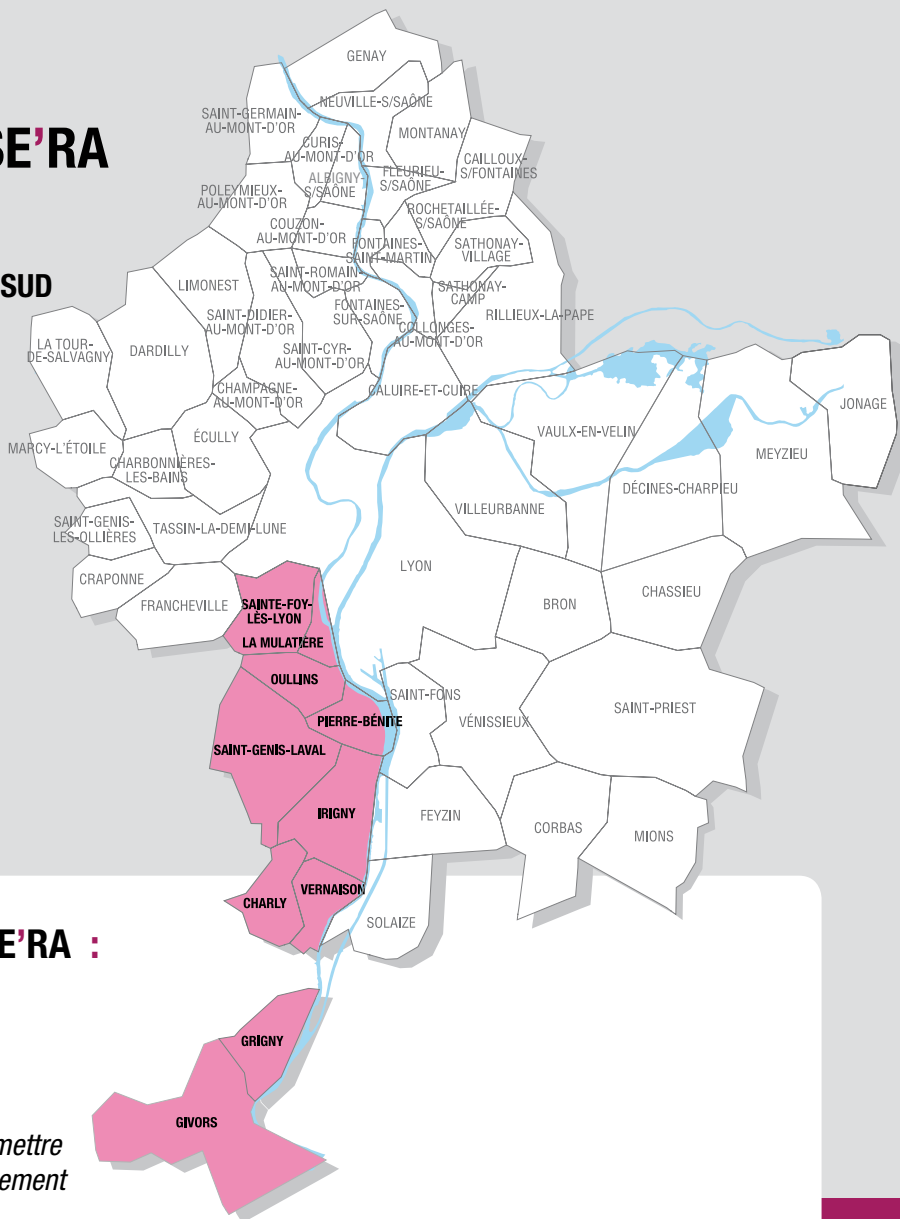 SE'RA
SUD
GENAY
NEUVILLE-S/SAÔNE
SAINT-GERMAIN-
AU-MONT-D'OR
MONTANAY
CURIS-
AU-MONT-D'OR
CAILLOUX-
S/FONTAINES
ALBIGNY-
S/SAÔNE
FLEURIEU-
S/SAÔNE
POLEYMIEUX-
AU-MONT-D'OR
ROCHETAILLÉE-
S/SAÔNE
COUZON-
AU-MONT-D'OR
FONTAINES-
SAINT-MARTIN
SATHONAY-
VILLAGE
LIMONEST
SAINT-ROMAIN-
AU-MONT-D'OR
SATHONAY-
CAMP
SAINT-DIDIER-
AU-MONT-D'OR
FONTAINES-
SUR-SAÔNE
RILLIEUX-LA-PAPE
COLLONGES-
AU-MONT-D'OR
LA TOUR-
DE-SALVAGNY
DARDILLY
SAINT-CYR-
AU-MONT-D'OR
CHAMPAGNE-
AU-MONT-D'OR
CALUIRE-ET-CUIRE
JONAGE
MARCY-L'ÉTOILE
ÉCULLY
VAULX-EN-VELIN
MEYZIEU
CHARBONNIÈRES-
LES-BAINS
DÉCINES-CHARPIEU
VILLEURBANNE
SAINT-GENIS-
LES-OLLIÈRES
TASSIN-LA-DEMI-LUNE
LYON
CRAPONNE
CHASSIEU
FRANCHEVILLE
BRON
SAINTE-FOY-
LÈS-LYON
LA MULATIÈRE
OULLINS
SAINT-FONS
SAINT-PRIEST
PIERRE-BÉNITE
VÉNISSIEUX
SAINT-GENIS-LAVAL
IRIGNY
FEYZIN
CORBAS
MIONS
VERNAISON
CHARLY
SOLAIZE
E'RA :
GRIGNY
GIVORS
mettre
ement